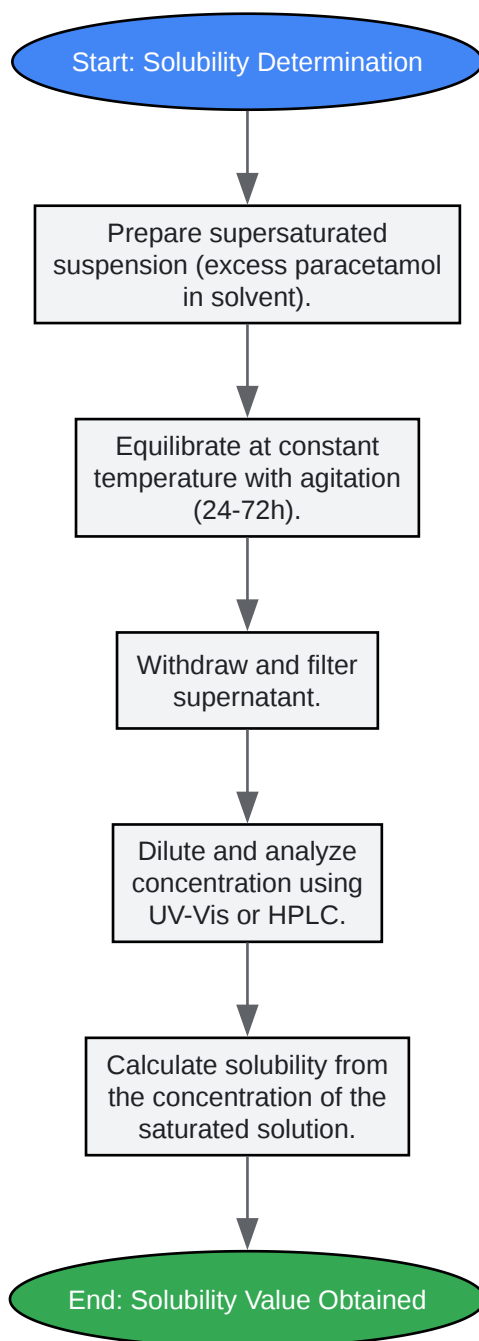 Start: Solubility Determination
Prepare supersaturated
suspension (excess paracetamol
in solvent).
Equilibrate at constant
temperature with agitation
(24-72h).
Withdraw and filter
supernatant.
Dilute and analyze
concentration using
UV-Vis or HPLC.
Calculate solubility from
the concentration of the
saturated solution.
End: Solubility Value Obtained